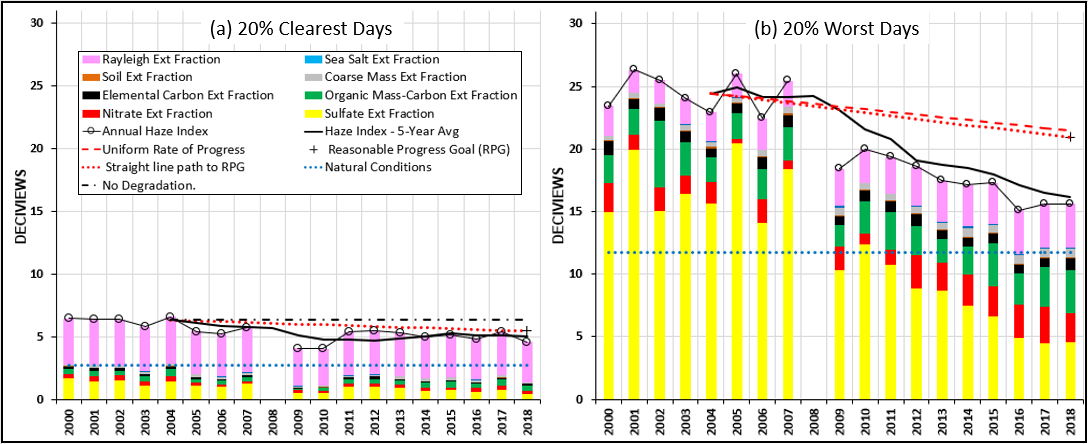 (a) 20% Clearest Days
Rayleigh Ext Fraction
Sea Salt Ext Fraction
Soil Ext Fraction
Coarse Mass Ext Fraction
Elemental Carbon Ext Fraction
Organic Mass-Carbon Ext Fraction
Nitrate Ext Fraction
Sulfate Ext Fraction
Annual Haze Index
Haze Index - 5-Year Avg
Uniform Rate of Progress
Reasonable Progress Goal (RPG)
Straight line path to RPG
Natural Conditions
No Degradation.
DECIVIEWS
30
25
20
15
10
5
0
2000
2001
2002
2003
2004
2005
2006
2007
2008
2009
2010
2011
2012
2013
2014
2015
2016
2017
2018
(b) 20% Worst Days
DECIVIEWS
30
25
20
15
10
5
0
2000
2001
2002
2003
2004
2005
2006
2007
2008
2009
2010
2011
2012
2013
2014
2015
2016
2017
2018